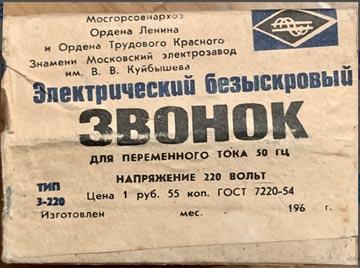 Мосгорсовнархоз
Ордена Ленина
и Ордена Трудового Красного
Знамени Московский электрозавод
им. В. В. Куйбышева
Электрический безыскровый
ЗВОНОК
ДЛЯ ПЕРЕМЕННОГО ТОКА 50 ГЦ
ТИП НАПРЯЖЕНИЕ 220 ВОЛЬТ
З-220 Цена 1 руб. 55 коп. ГОСТ 7220-54
Изготовлен мес. 196 г.